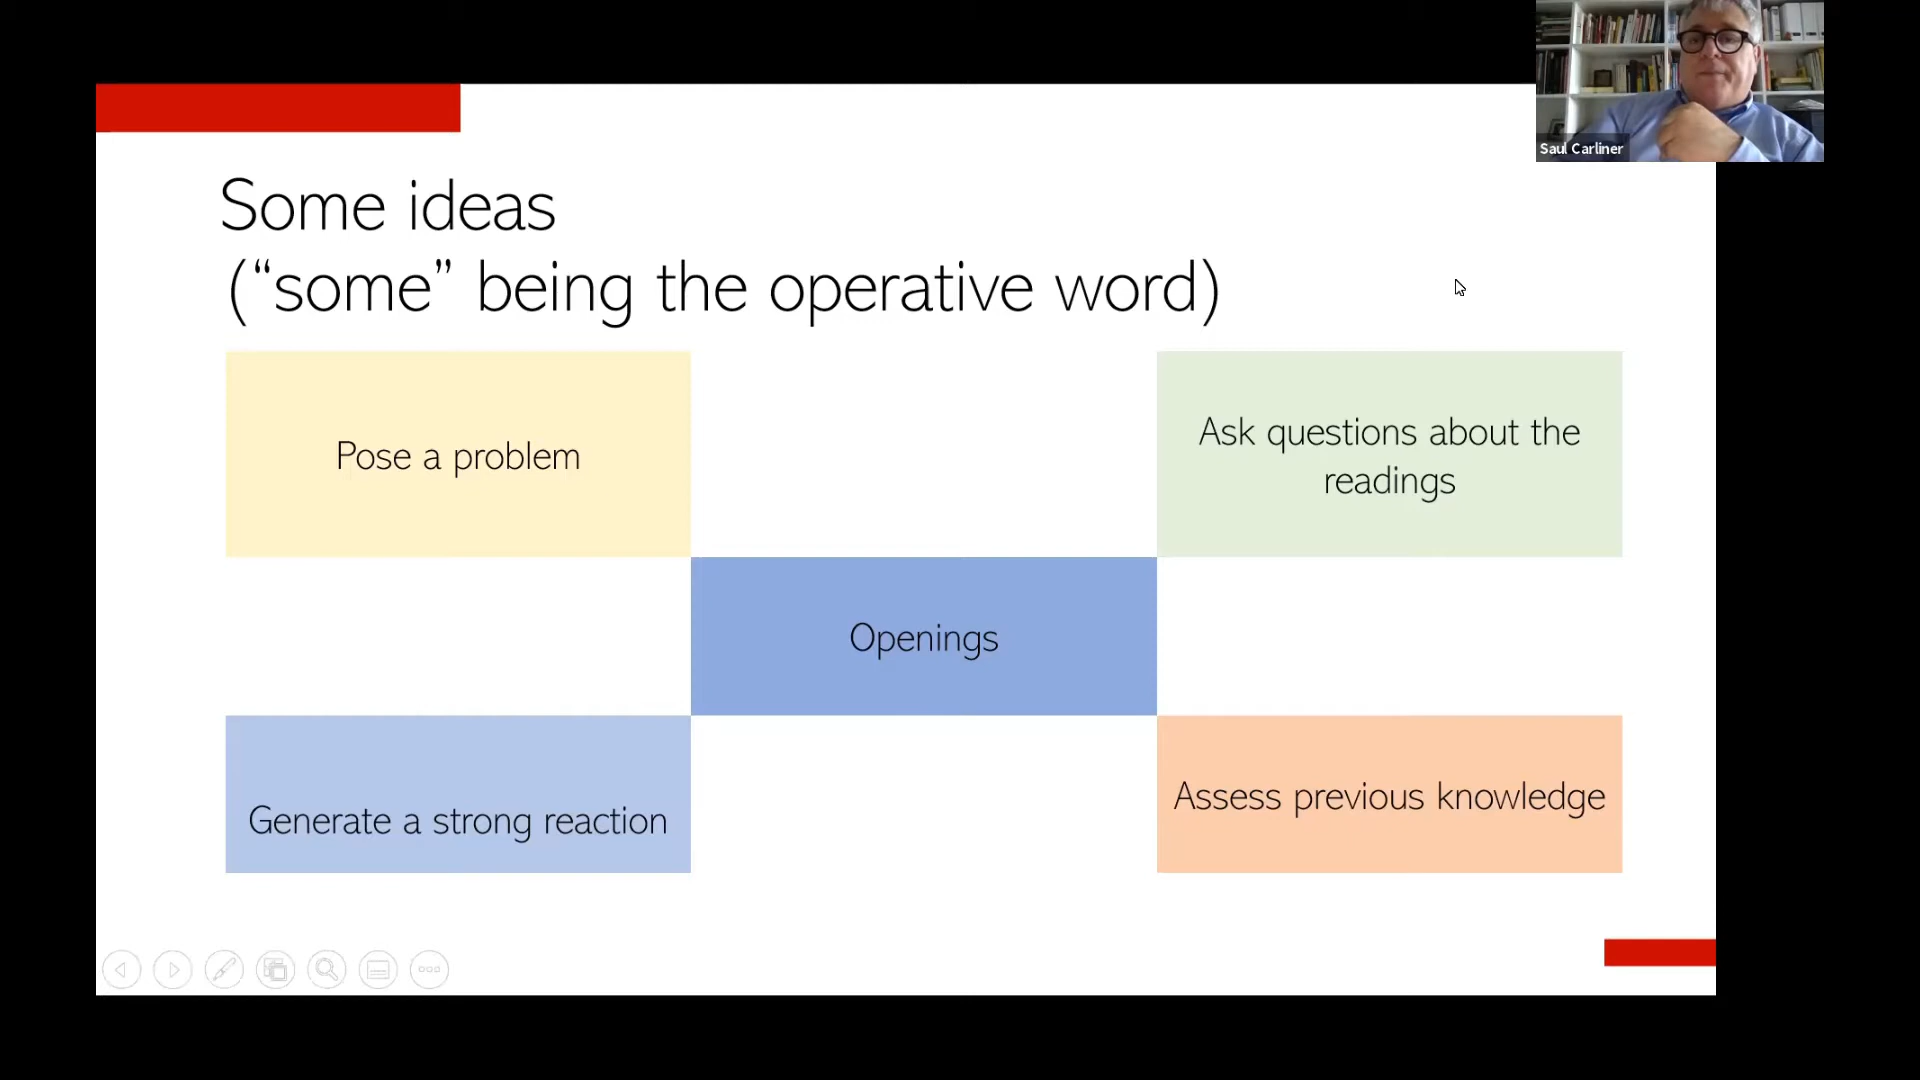 Saul Carliner
Some ideas
(“some” being the operative word)
Pose a problem
Ask questions about the
readings
Openings
Generate a strong reaction
Assess previous knowledge